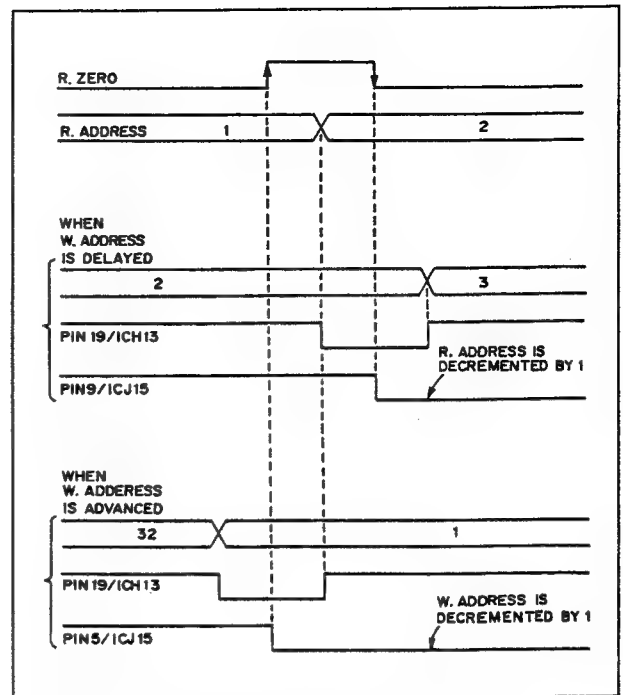 R. ZERO
R. ADDRESS 1 2
WHEN
W. ADDRESS
IS DELAYED
2 3
PIN 19/ICH13
R. ADDRESS IS
DECREMENTED BY 1
PIN9/ICJ15
WHEN
W. ADDERESS
IS ADVANCED
32 1
PIN 19/ICH13
W. ADDRESS IS
DECREMENTED BY 1
PIN5/ICJ15